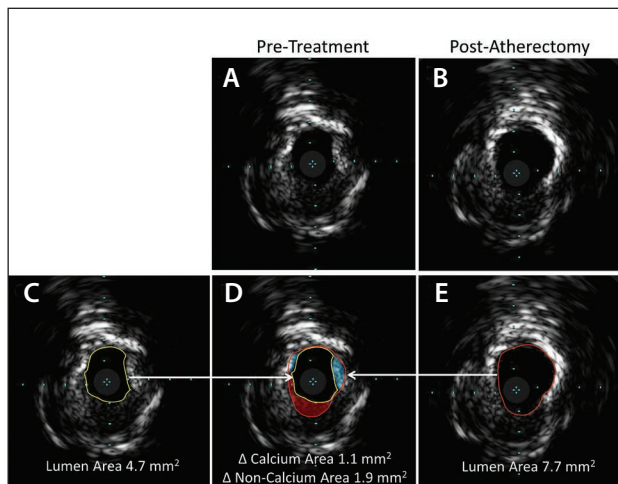 Pre-Treatment
Post-Atherectomy
A
B
C
D
E
Lumen Area 4.7 mm²
Δ Calcium Area 1.1 mm²
Δ Non-Calcium Area 1.9 mm²
Lumen Area 7.7 mm²